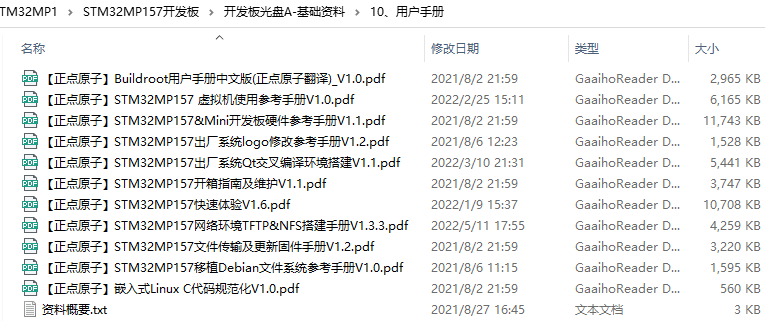 TM32MP1 > STM32MP157开发板 > 开发板光盘A-基础资料 > 10、用户手册
名称 修改日期 类型 大小
【正点原子】Buildroot用户手册中文版(正点原子翻译)_V1.0.pdf 2021/8/2 21:59 GaaihoReader D... 2,965 KB
【正点原子】STM32MP157 虚拟机使用参考手册V1.0.pdf 2022/2/25 15:11 GaaihoReader D... 6,165 KB
【正点原子】STM32MP157&Mini开发板硬件参考手册V1.1.pdf 2021/8/2 21:59 GaaihoReader D... 11,743 KB
【正点原子】STM32MP157出厂系统logo修改参考手册V1.2.pdf 2021/8/6 12:23 GaaihoReader D... 1,528 KB
【正点原子】STM32MP157出厂系统Qt交叉编译环境搭建V1.1.pdf 2022/3/10 21:31 GaaihoReader D... 5,441 KB
【正点原子】STM32MP157开箱指南及维护V1.1.pdf 2021/8/2 21:59 GaaihoReader D... 3,747 KB
【正点原子】STM32MP157快速体验V1.6.pdf 2022/1/9 15:37 GaaihoReader D... 10,708 KB
【正点原子】STM32MP157网络环境TFTP&NFS搭建手册V1.3.3.pdf 2022/5/11 17:55 GaaihoReader D... 4,259 KB
【正点原子】STM32MP157文件传输及更新固件手册V1.2.pdf 2021/8/2 21:59 GaaihoReader D... 3,220 KB
【正点原子】STM32MP157移植Debian文件系统参考手册V1.0.pdf 2021/8/6 11:15 GaaihoReader D... 1,595 KB
【正点原子】嵌入式Linux C代码规范化V1.0.pdf 2021/8/2 21:59 GaaihoReader D... 560 KB
资料概要.txt 2021/8/27 16:45 文本文档 3 KB